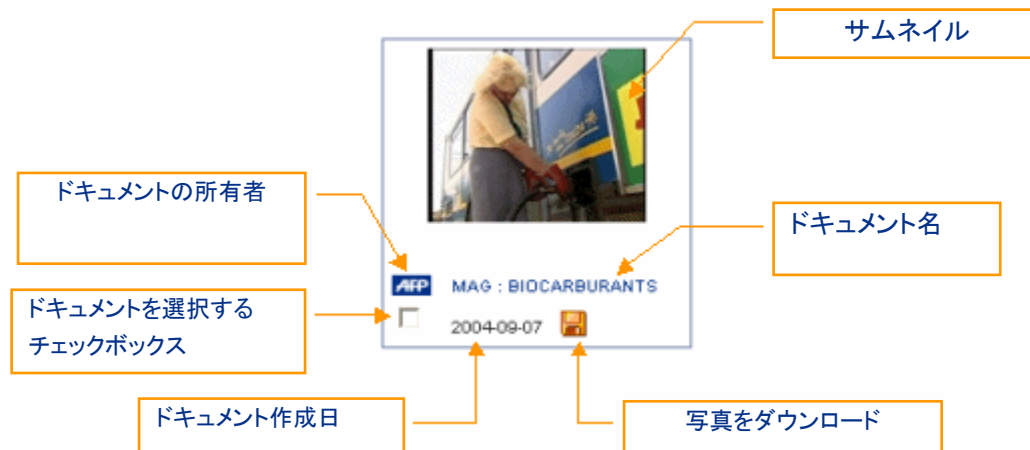 サムネイル
ドキュメントの所有者
ドキュメント名
AFP MAG : BIOCARBURANTS
ドキュメントを選択する
チェックボックス
2004-09-07
ドキュメント作成日
写真をダウンロード